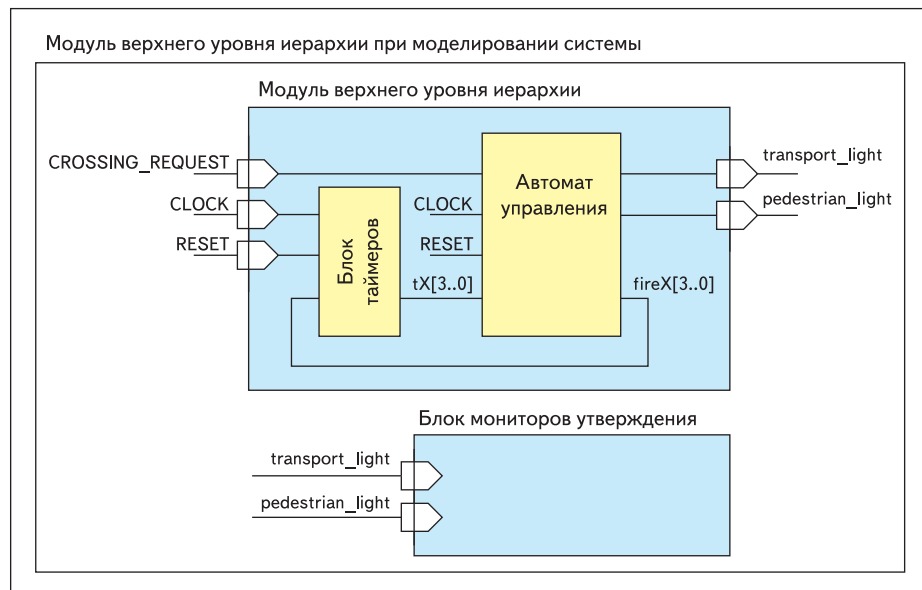 Модуль верхнего уровня иерархии при моделировании системы
Модуль верхнего уровня иерархии
CROSSING_REQUEST
CLOCK
RESET
Блок
таймеров
CLOCK
RESET
tX[3..0]
Автомат
управления
fireX[3..0]
transport_light
pedestrian_light
Блок мониторов утверждения
transport_light
pedestrian_light